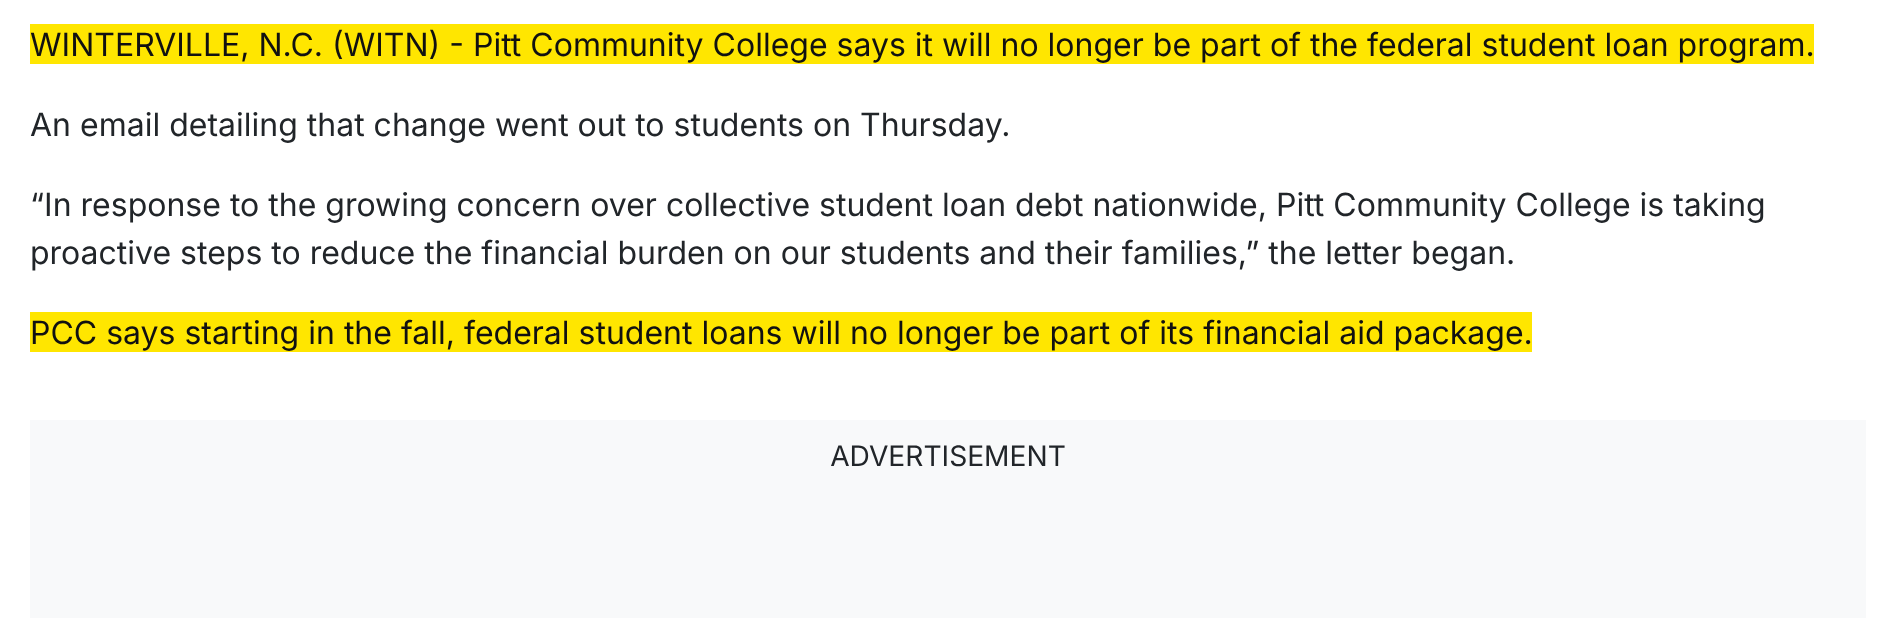 WINTERVILLE, N.C. (WITN) - Pitt Community College says it will no longer be part of the federal student loan program.
An email detailing that change went out to students on Thursday.
“In response to the growing concern over collective student loan debt nationwide, Pitt Community College is taking
proactive steps to reduce the financial burden on our students and their families,” the letter began.
PCC says starting in the fall, federal student loans will no longer be part of its financial aid package.
ADVERTISEMENT